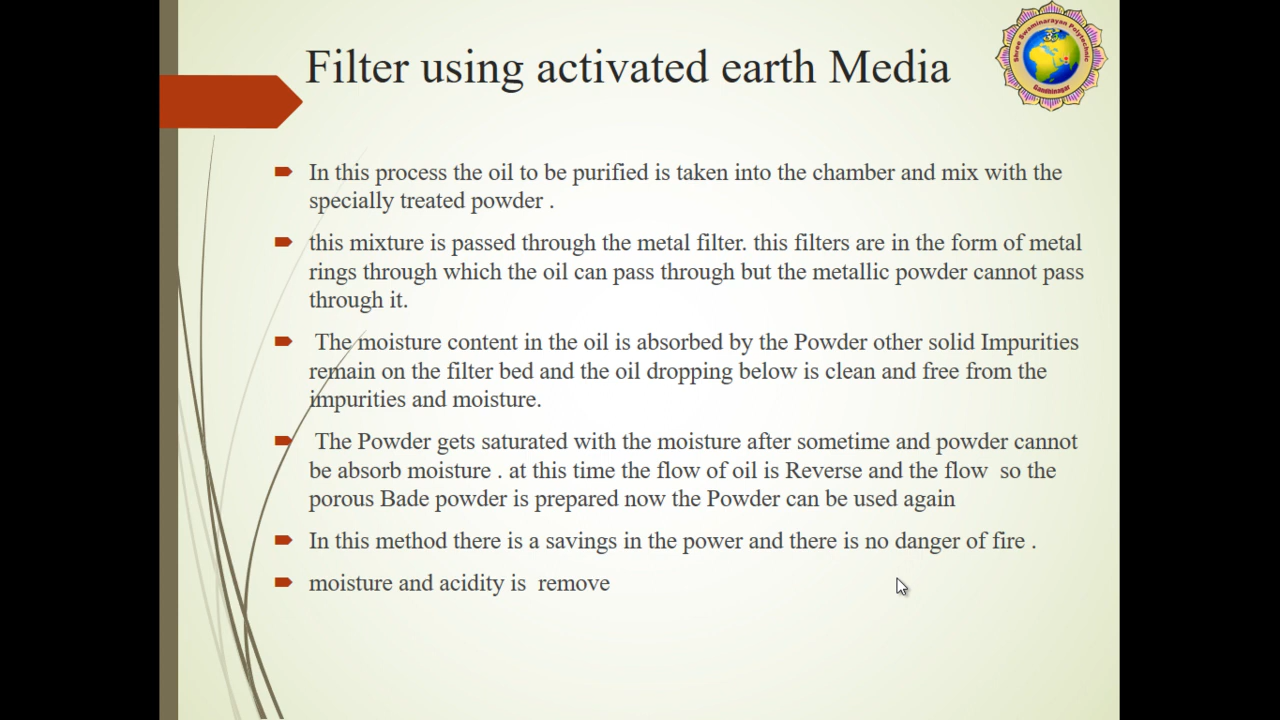 Filter using activated earth Media
Shree Swaminarayan Polytechnic
Gandhinagar
In this process the oil to be purified is taken into the chamber and mix with the
specially treated powder .
this mixture is passed through the metal filter. this filters are in the form of metal
rings through which the oil can pass through but the metallic powder cannot pass
through it.
The moisture content in the oil is absorbed by the Powder other solid Impurities
remain on the filter bed and the oil dropping below is clean and free from the
impurities and moisture.
The Powder gets saturated with the moisture after sometime and powder cannot
be absorb moisture . at this time the flow of oil is Reverse and the flow so the
porous Bade powder is prepared now the Powder can be used again
In this method there is a savings in the power and there is no danger of fire .
moisture and acidity is remove